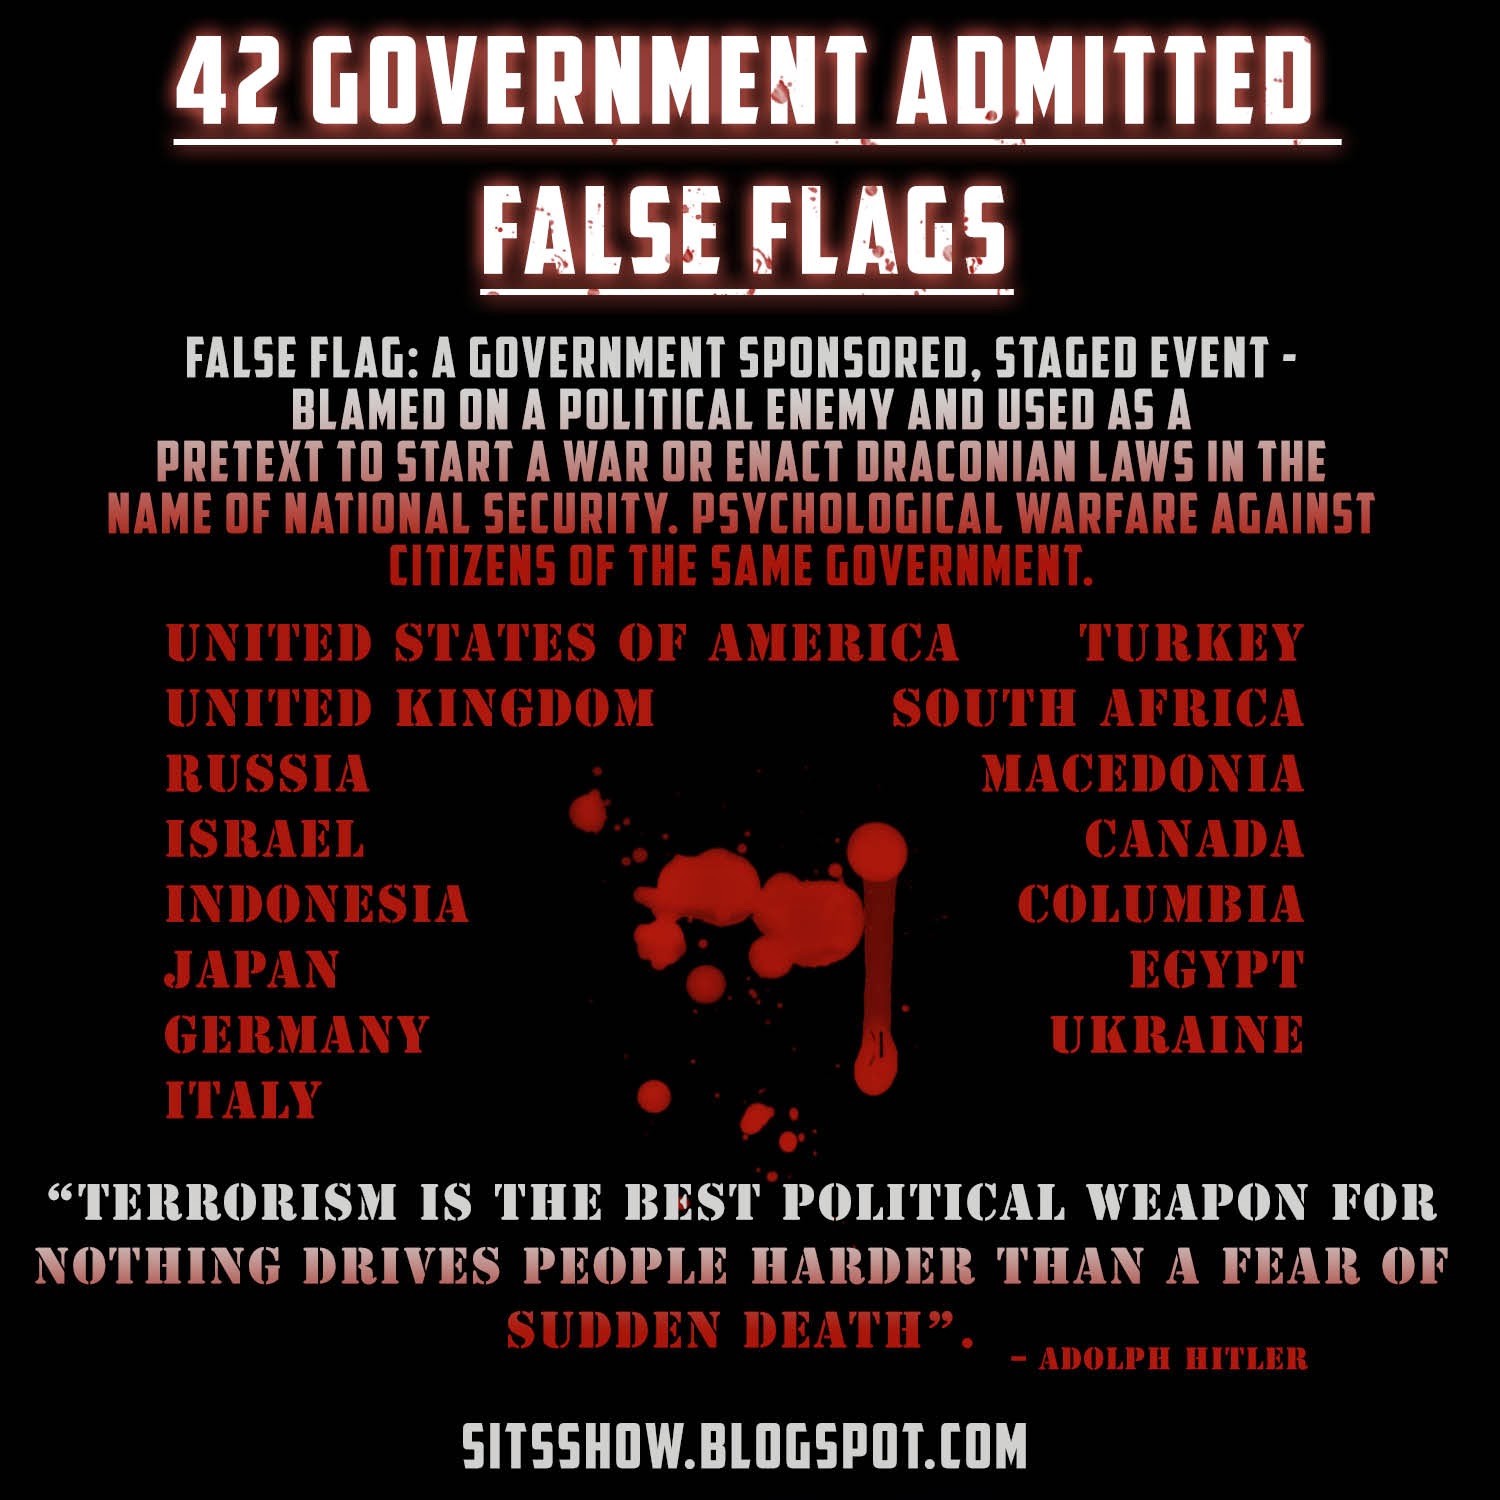 42 GOVERNMENT ADMITTED
FALSE FLAGS
FALSE FLAG: A GOVERNMENT SPONSORED, STAGED EVENT -
BLAMED ON A POLITICAL ENEMY AND USED AS A
PRETEXT TO START A WAR OR ENACT DRACONIAN LAWS IN THE
NAME OF NATIONAL SECURITY. PSYCHOLOGICAL WARFARE AGAINST
CITIZENS OF THE SAME GOVERNMENT.
UNITED STATES OF AMERICA
UNITED KINGDOM
RUSSIA
ISRAEL
INDONESIA
JAPAN
GERMANY
ITALY
TURKEY
SOUTH AFRICA
MACEDONIA
CANADA
COLUMBIA
EGYPT
UKRAINE
“TERRORISM IS THE BEST POLITICAL WEAPON FOR
NOTHING DRIVES PEOPLE HARDER THAN A FEAR OF
SUDDEN DEATH”.
– ADOLPH HITLER
SITSSHOW.BLOGSPOT.COM